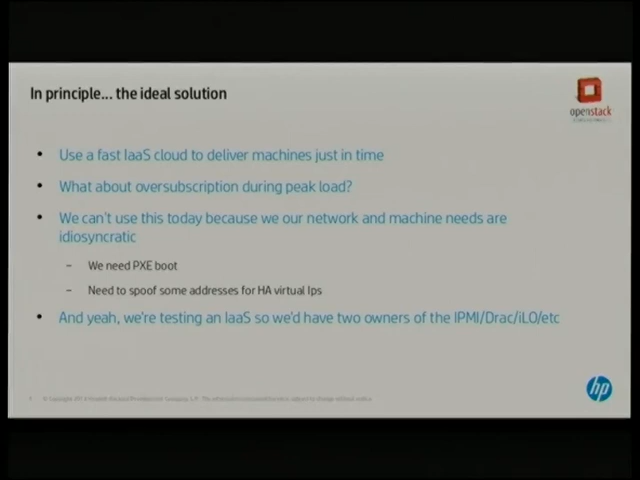 In principle... the ideal solution
openstack
• Use a fast IaaS cloud to deliver machines just in time
• What about oversubscription during peak load?
• We can't use this today because we our network and machine needs are
idiosyncratic
– We need PXE boot
– Need to spoof some addresses for HA virtual Ips
• And yeah, we're testing an IaaS so we'd have two owners of the IPMI/Drac/iLO/etc
hp